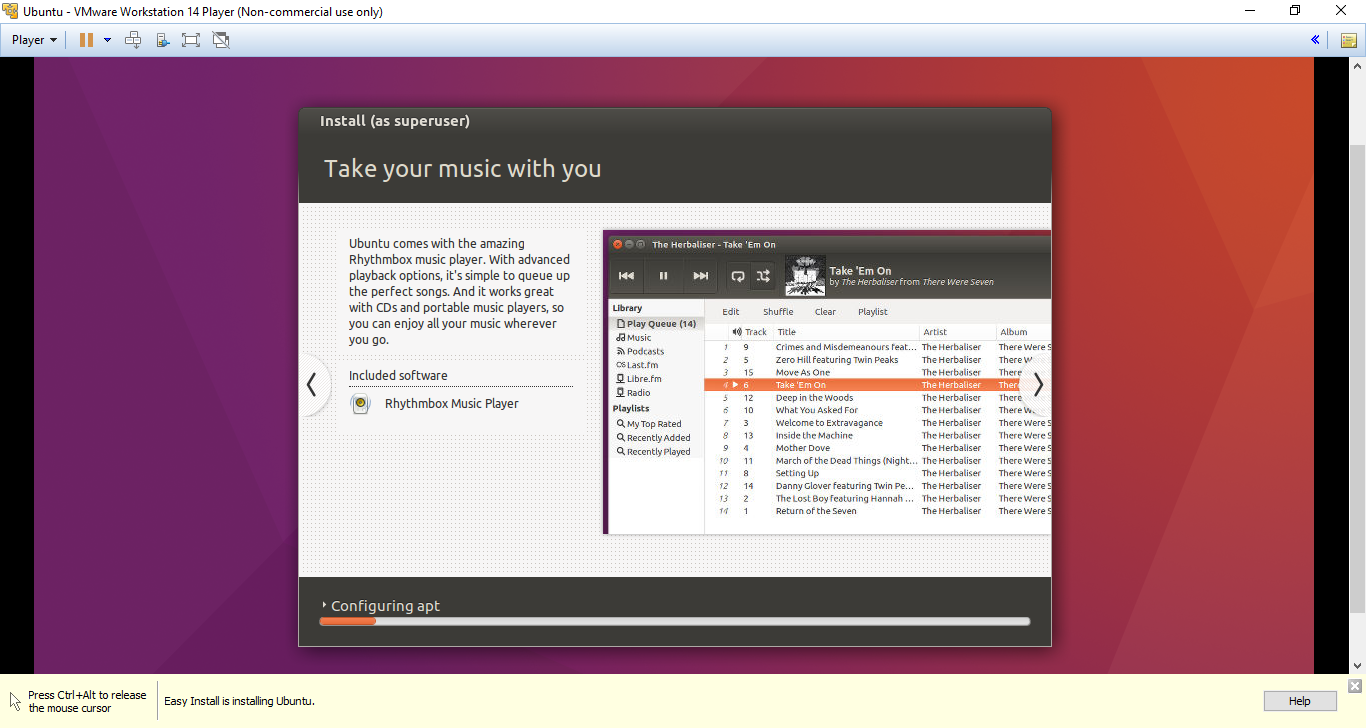 Ubuntu - VMware Workstation 14 Player (Non-commercial use only)
Player
Install (as superuser)
Take your music with you
Ubuntu comes with the amazing
Rhythmbox music player. With advanced
playback options, it's simple to queue up
the perfect songs. And it works great
with CDs and portable music players, so
you can enjoy all your music wherever
you go.
Included software
Rhythmbox Music Player
The Herbaliser - Take 'Em On
Take 'Em On
by The Herbaliser from There Were Seven
Library
Play Queue (14)
Music
Podcasts
Last.fm
Libre.fm
Radio
Playlists
My Top Rated
Recently Added
Recently Played
Edit Shuffle Clear Playlist
Track Title Artist Album
1 9 Crimes and Misdemeanours feat... The Herbaliser There Were S
2 5 Zero Hill featuring Twin Peaks The Herbaliser There W
3 15 Move As One The Herbaliser There
4 6 Take 'Em On The Herbaliser There
5 12 Deep in the Woods The Herbaliser There
6 10 What You Asked For The Herbaliser There W
7 3 Welcome to Extravagance The Herbaliser There Were S
8 13 Inside the Machine The Herbaliser There Were S
9 4 Mother Dove The Herbaliser There Were S
10 11 March of the Dead Things (Night... The Herbaliser There Were S
11 8 Setting Up The Herbaliser There Were S
12 14 Danny Glover featuring Twin Pe... The Herbaliser There Were S
13 2 The Lost Boy featuring Hannah ... The Herbaliser There Were S
14 1 Return of the Seven The Herbaliser There Were S
Configuring apt
Press Ctrl+Alt to release
the mouse cursor
Easy Install is installing Ubuntu.
Help